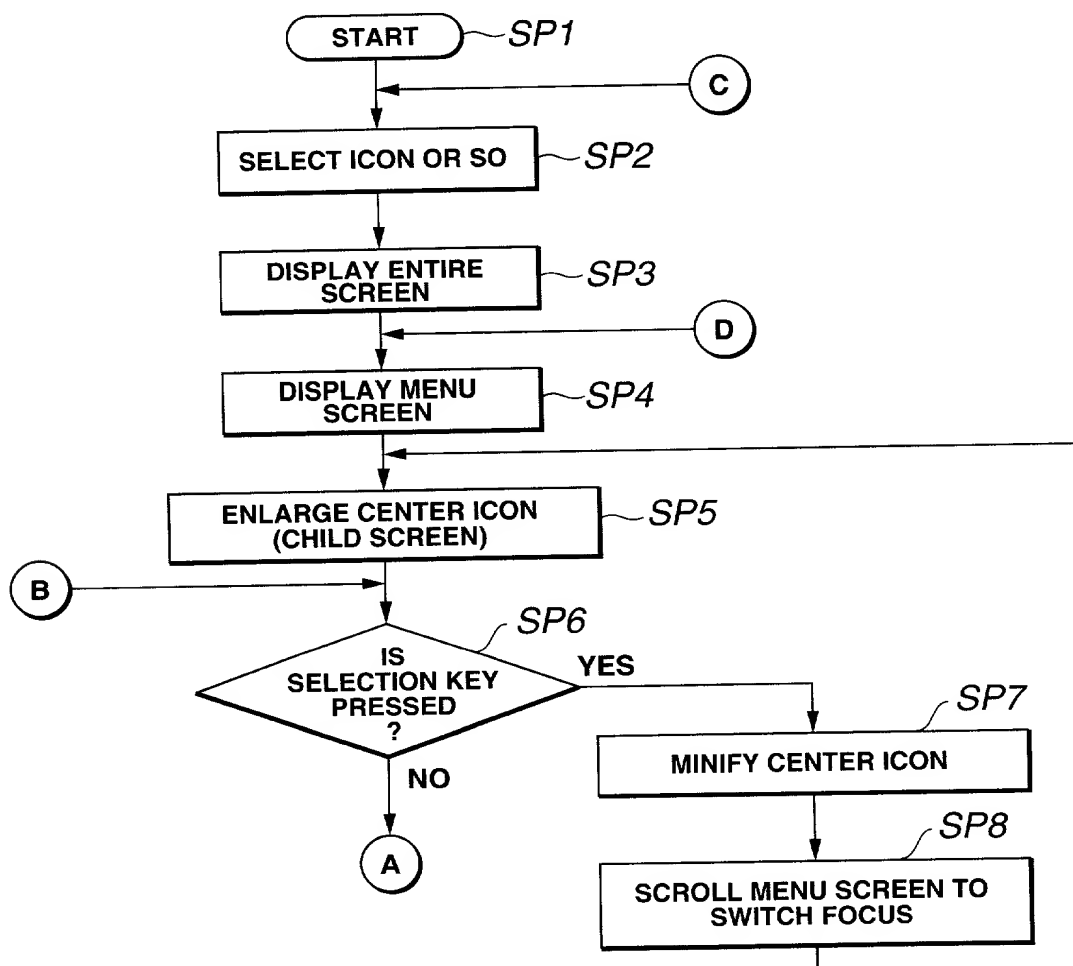 START
SP1
C
SELECT ICON OR SO
SP2
DISPLAY ENTIRE
SCREEN
SP3
D
DISPLAY MENU
SCREEN
SP4
ENLARGE CENTER ICON
(CHILD SCREEN)
SP5
B
IS
SELECTION KEY
PRESSED
?
SP6
YES
NO
A
SP7
MINIFY CENTER ICON
SP8
SCROLL MENU SCREEN TO
SWITCH FOCUS